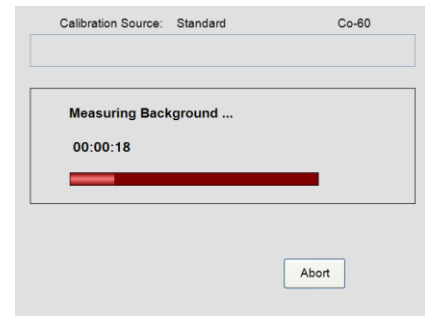 Calibration Source: Standard Co-60
Measuring Background ...
00:00:18
Abort